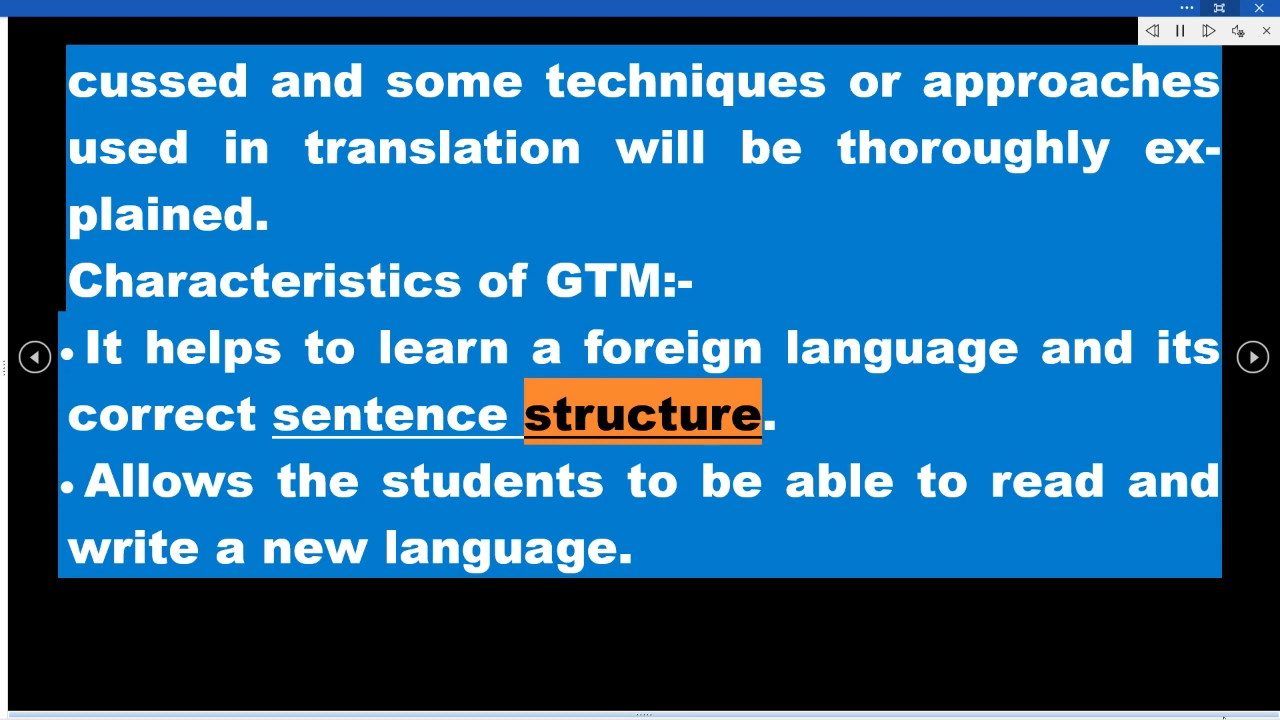 cussed and some techniques or approaches
used in translation will be thoroughly ex-
plained.
Characteristics of GTM:-
• It helps to learn a foreign language and its
correct sentence structure.
• Allows the students to be able to read and
write a new language.